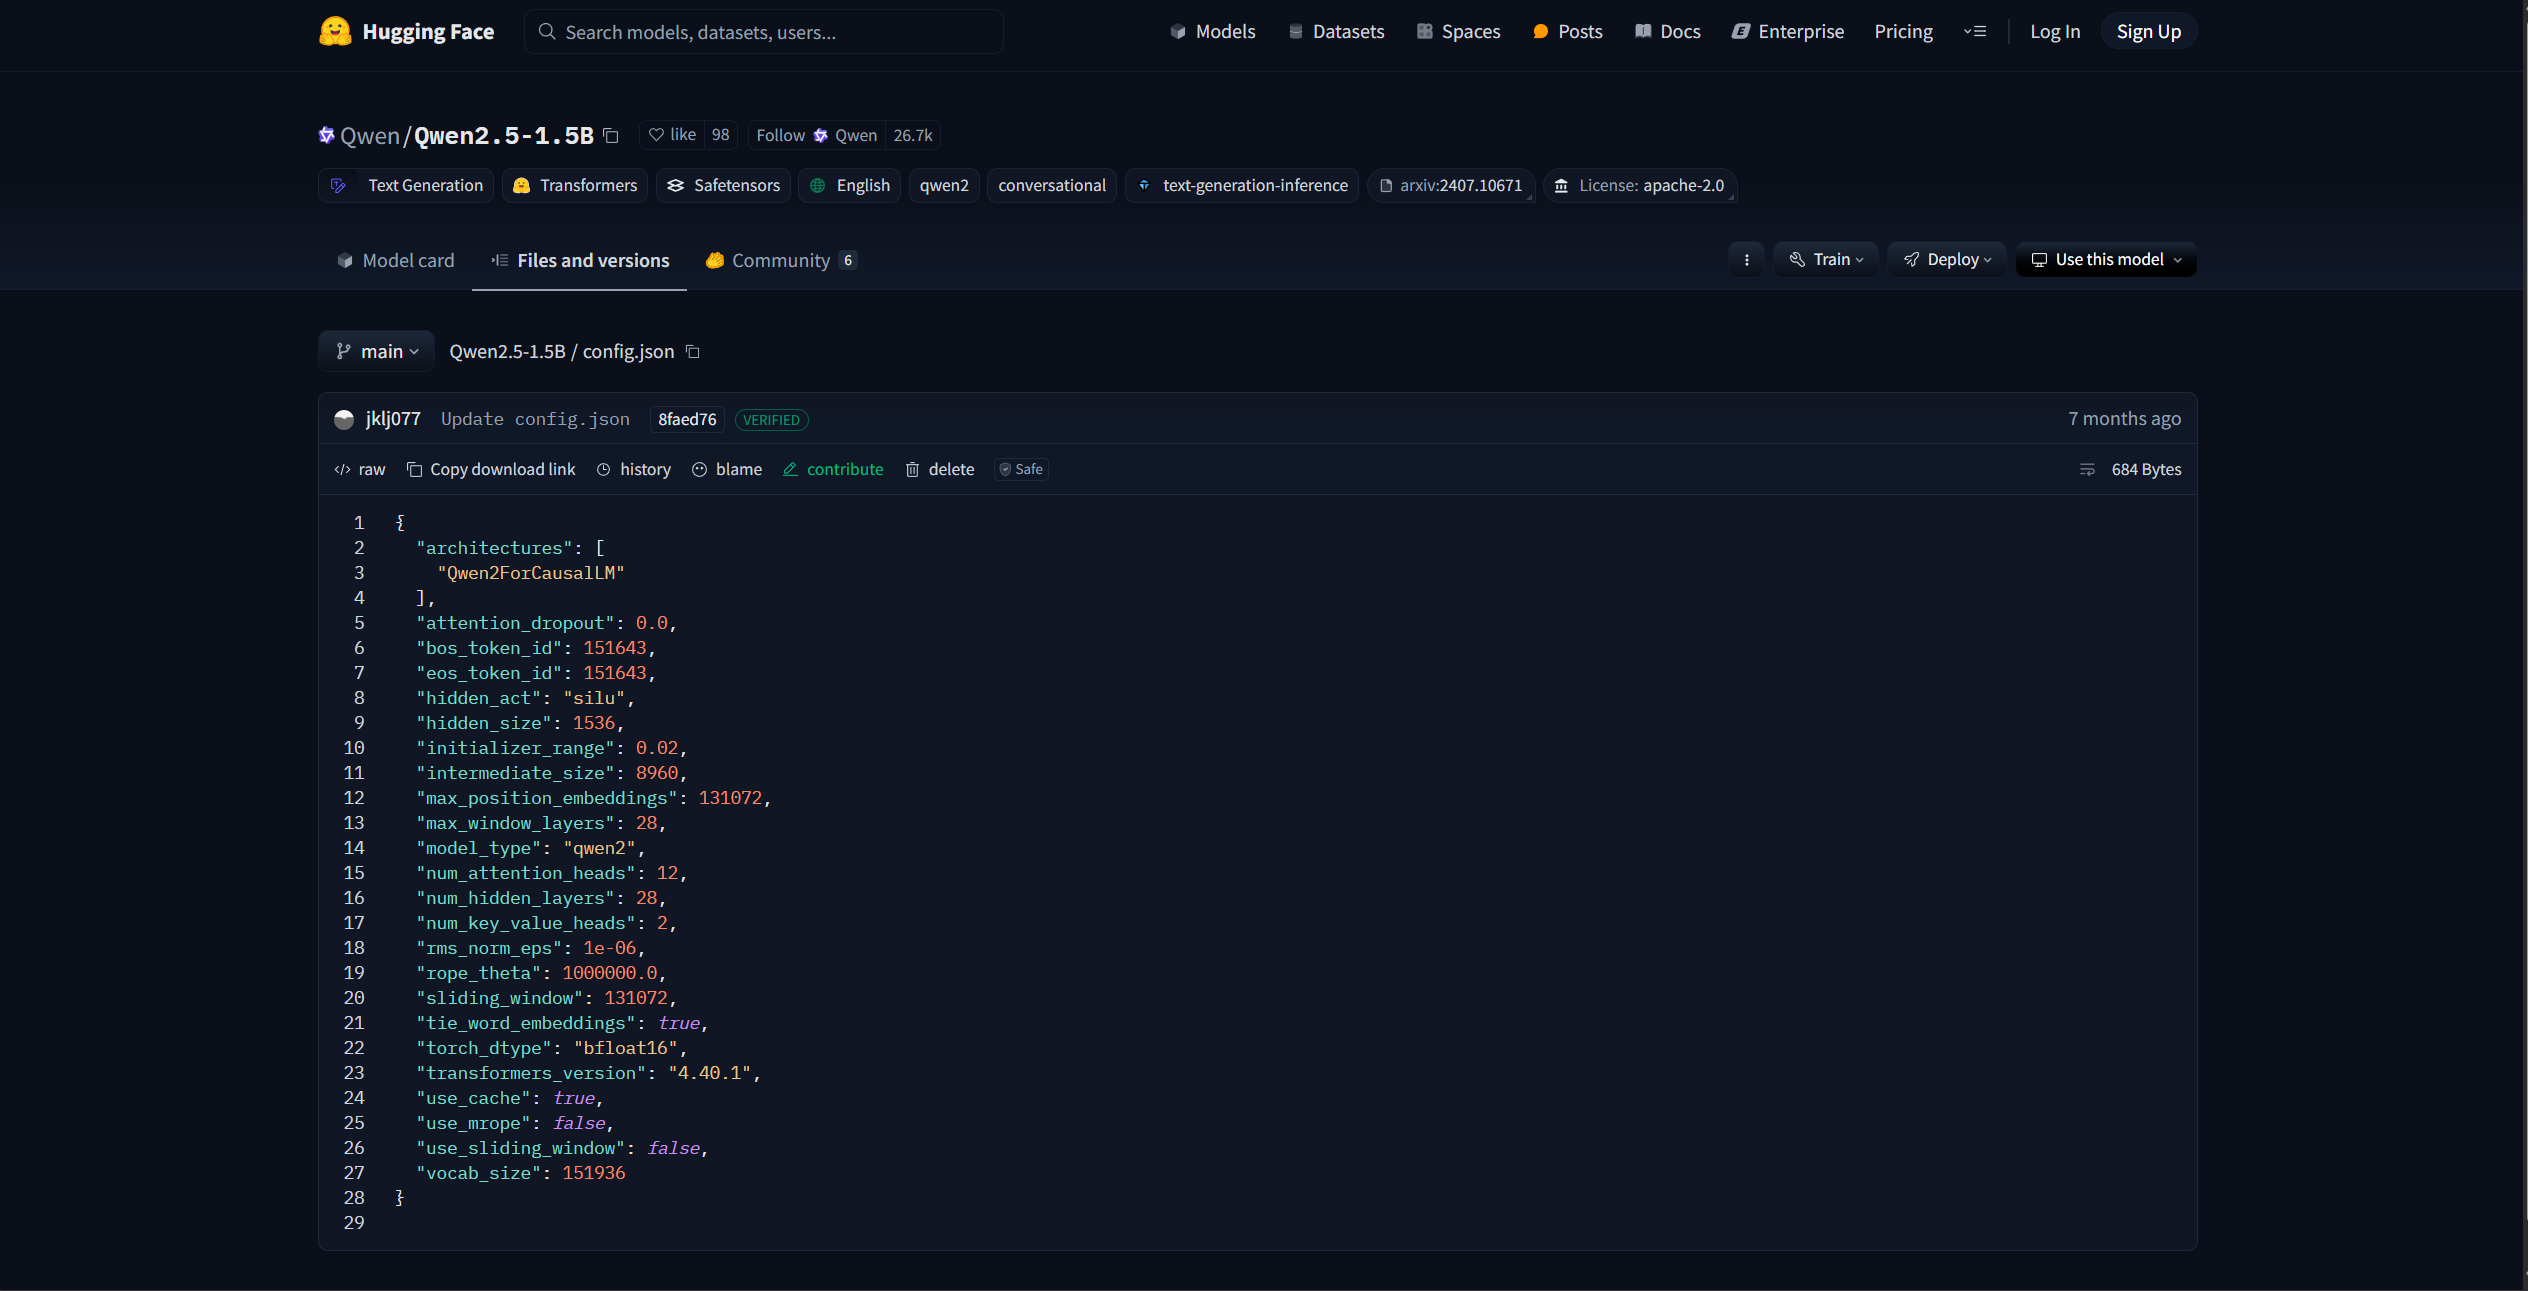 Hugging Face Search models, datasets, users... Models Datasets Spaces Posts Docs Enterprise Pricing Log In Sign Up
Qwen/Qwen2.5-1.5B like 98 Follow Qwen 26.7k
Text Generation Transformers Safetensors English qwen2 conversational text-generation-inference arxiv:2407.10671 License: apache-2.0
Model card Files and versions Community 6 Train Deploy Use this model
main Qwen2.5-1.5B / config.json
jklj077 Update config.json 8faed76 VERIFIED 7 months ago
raw Copy download link history blame contribute delete Safe 684 Bytes
1 {
2 "architectures": [
3 "Qwen2ForCausalLM"
4 ],
5 "attention_dropout": 0.0,
6 "bos_token_id": 151643,
7 "eos_token_id": 151643,
8 "hidden_act": "silu",
9 "hidden_size": 1536,
10 "initializer_range": 0.02,
11 "intermediate_size": 8960,
12 "max_position_embeddings": 131072,
13 "max_window_layers": 28,
14 "model_type": "qwen2",
15 "num_attention_heads": 12,
16 "num_hidden_layers": 28,
17 "num_key_value_heads": 2,
18 "rms_norm_eps": 1e-06,
19 "rope_theta": 1000000.0,
20 "sliding_window": 131072,
21 "tie_word_embeddings": true,
22 "torch_dtype": "bfloat16",
23 "transformers_version": "4.40.1",
24 "use_cache": true,
25 "use_mrope": false,
26 "use_sliding_window": false,
27 "vocab_size": 151936
28 }
29